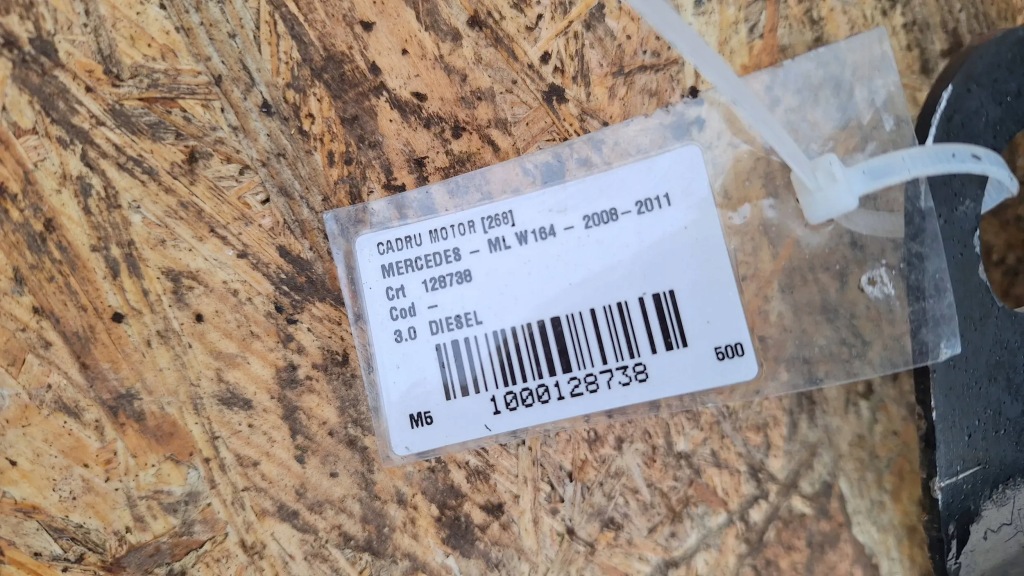 CADRU MOTOR [268]
MERCEDES - ML W164 - 2008-2011
Crt 128738
Cod -
3.0 DIESEL
1000128738
M5 500